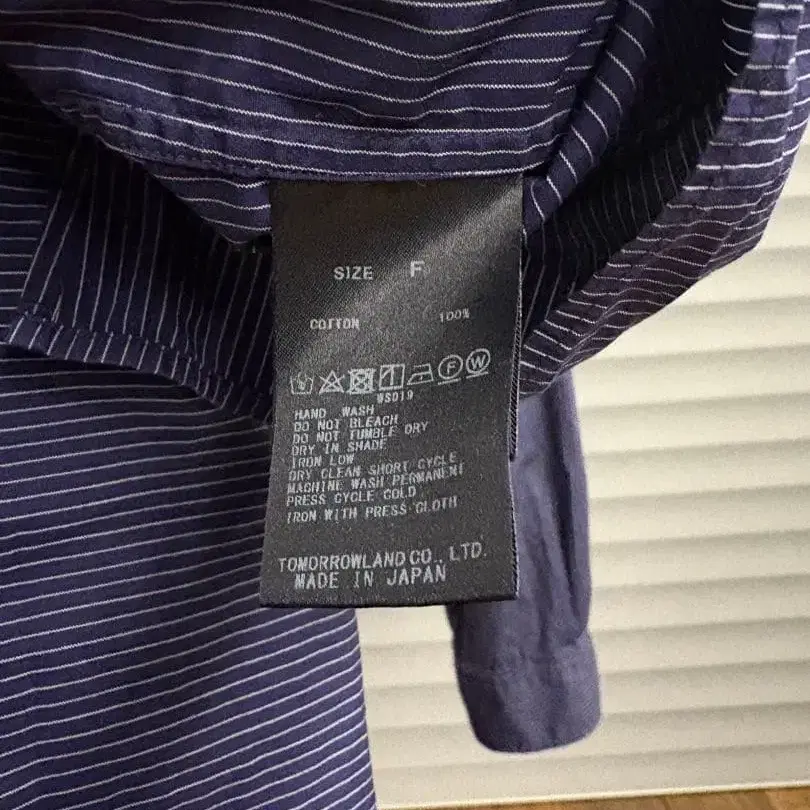 SIZE F
COTTON 100%
F W
WSD19
HAND WASH
DO NOT BLEACH
DO NOT TUMBLE DRY
DRY IN SHADE
IRON LOW
DRY CLEAN SHORT CYCLE
MACHINE WASH PERMANENT
PRESS CYCLE COLD
IRON WITH PRESS CLOTH
TOMORROWLAND CO., LTD.
MADE IN JAPAN